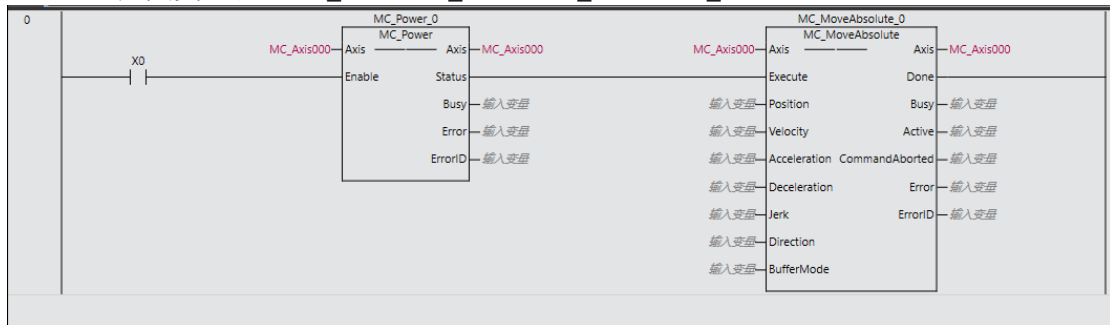 0
MC_Power_0
MC_MoveAbsolute_0
MC_Power
MC_MoveAbsolute
MC_Axis000 Axis Axis MC_Axis000 MC_Axis000 Axis Axis MC_Axis000
X0
Enable Status Execute Done
Busy 输入变量 输入变量 Position Busy 输入变量
Error 输入变量 输入变量 Velocity Active 输入变量
ErrorID 输入变量 输入变量 Acceleration CommandAborted 输入变量
输入变量 Deceleration Error 输入变量
输入变量 Jerk ErrorID 输入变量
输入变量 Direction
输入变量 BufferMode